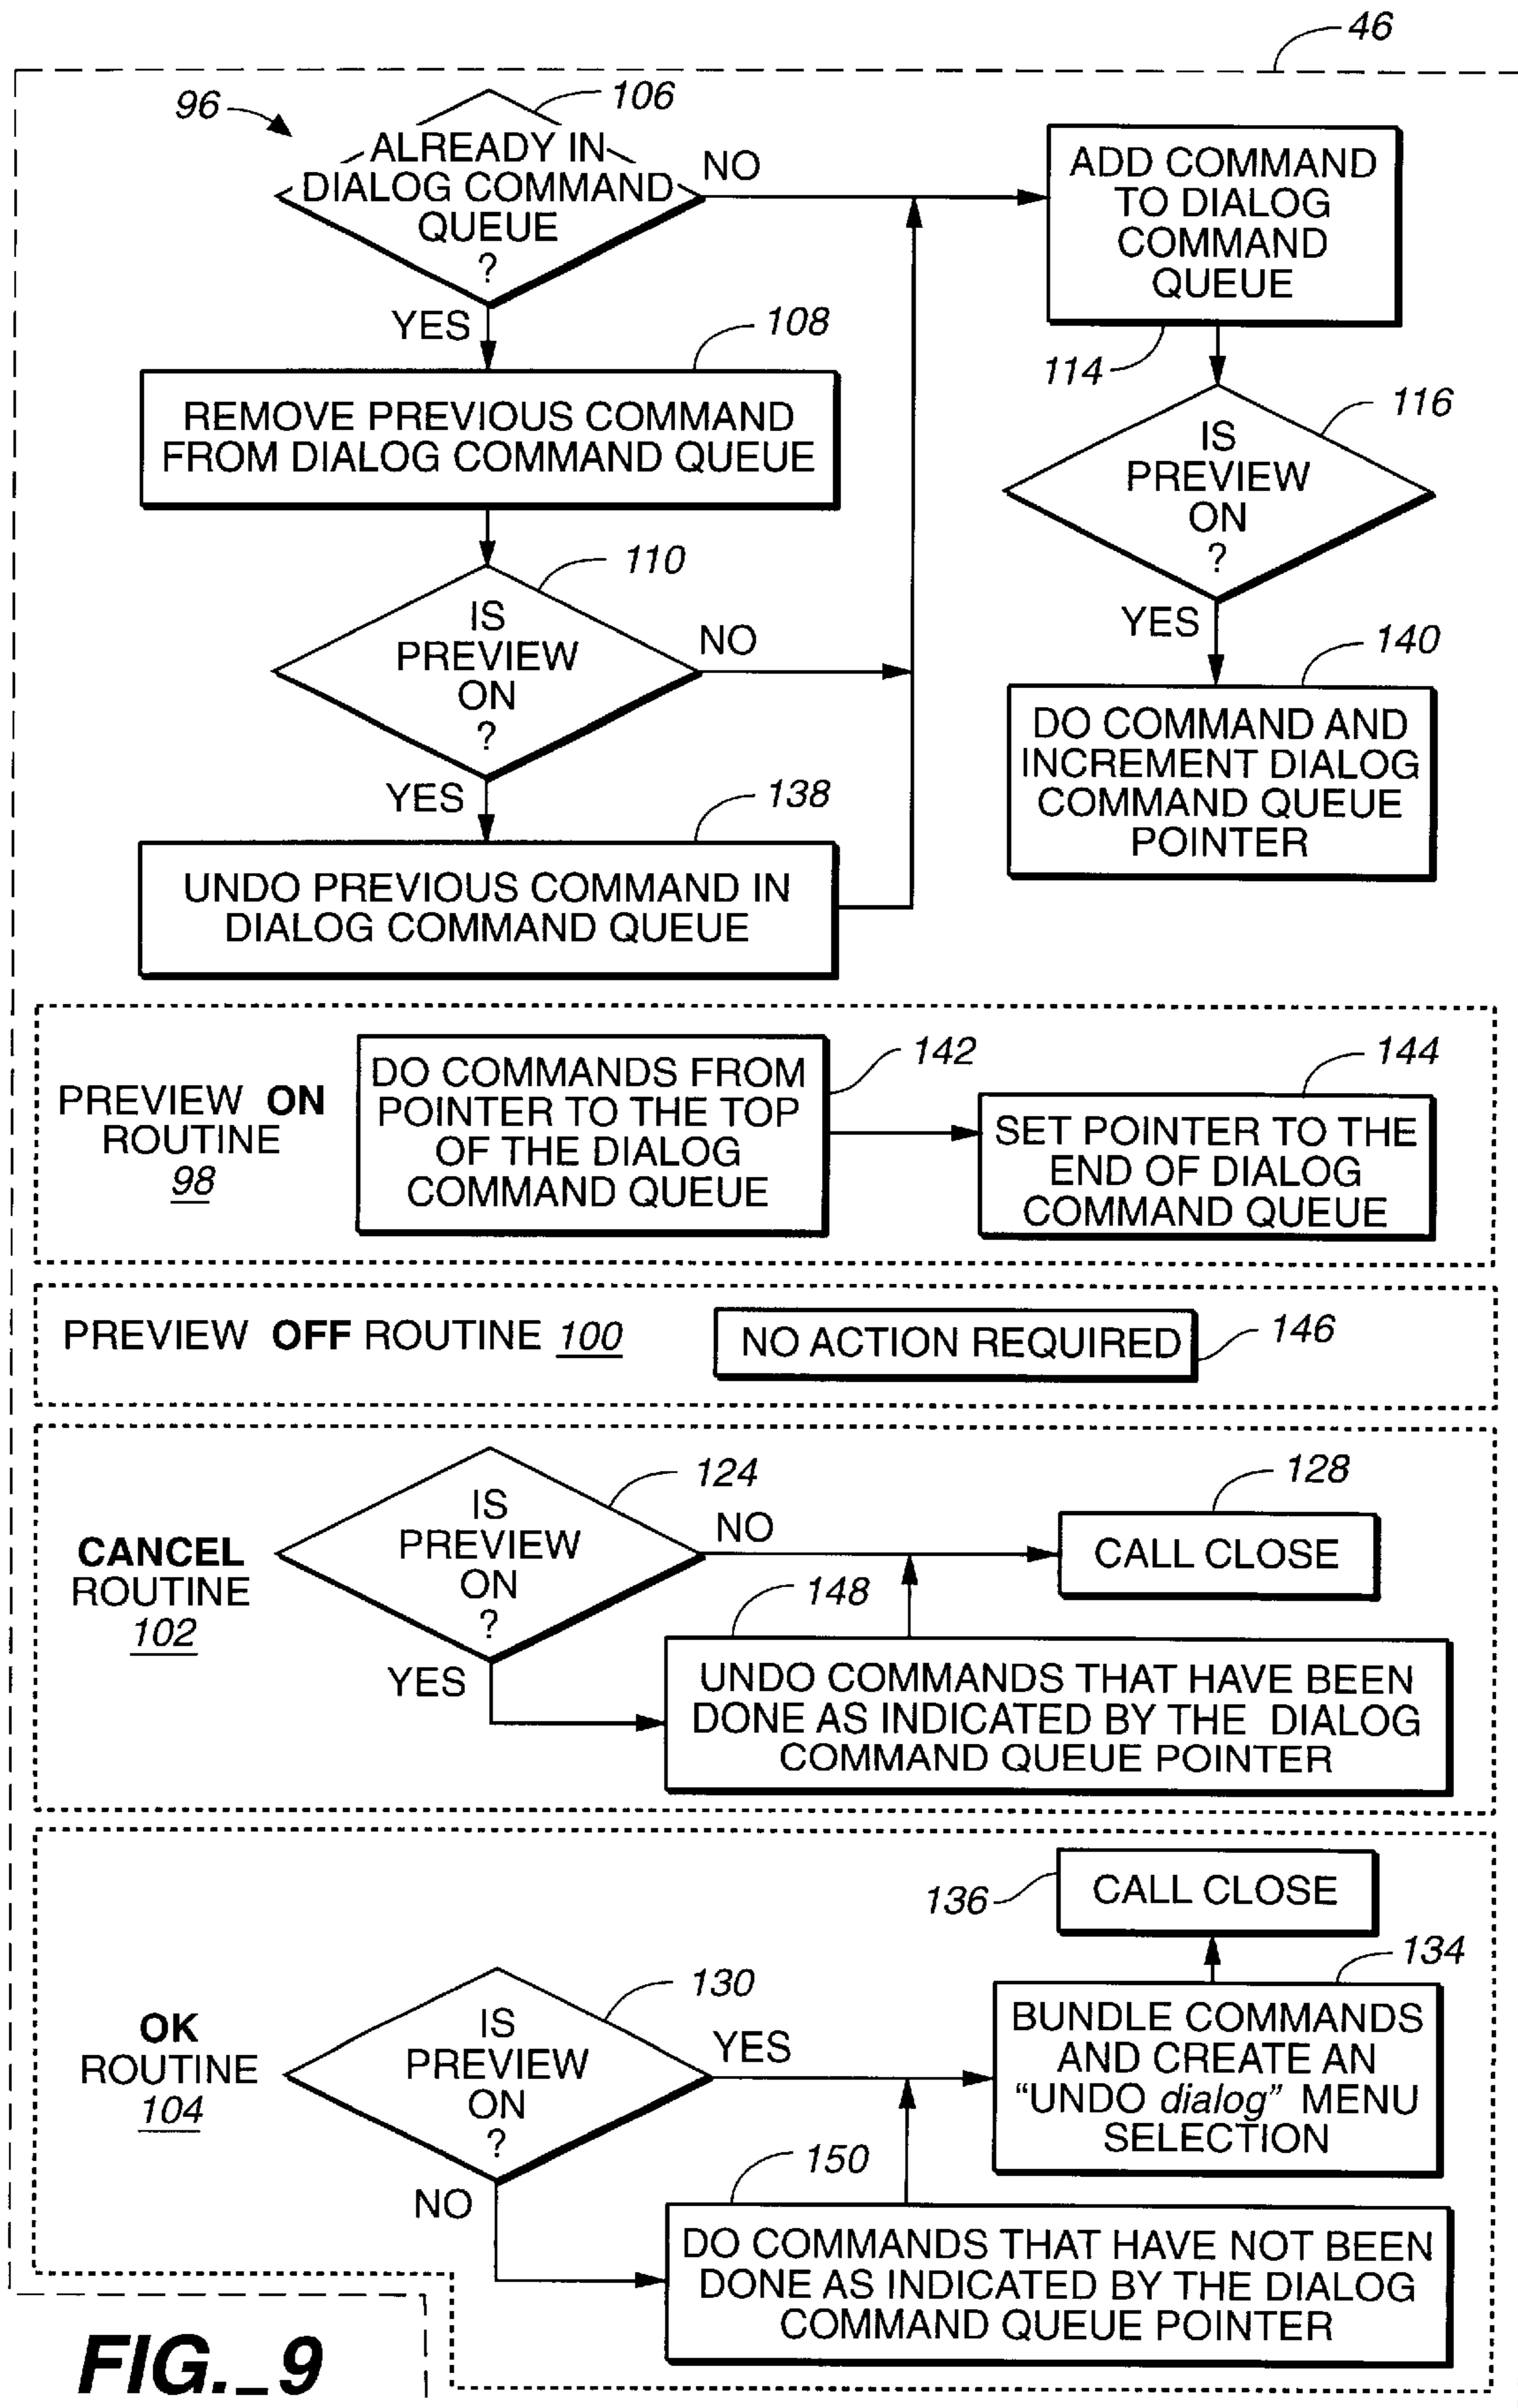 46
96
106
ALREADY IN
DIALOG COMMAND
QUEUE
?
NO
YES
ADD COMMAND
TO DIALOG
COMMAND
QUEUE
114
108
REMOVE PREVIOUS COMMAND
FROM DIALOG COMMAND QUEUE
116
IS
PREVIEW
ON
?
YES
110
IS
PREVIEW
ON
?
NO
YES
140
DO COMMAND AND
INCREMENT DIALOG
COMMAND QUEUE
POINTER
138
UNDO PREVIOUS COMMAND IN
DIALOG COMMAND QUEUE
PREVIEW ON
ROUTINE
98
DO COMMANDS FROM
POINTER TO THE TOP
OF THE DIALOG
COMMAND QUEUE
142
144
SET POINTER TO THE
END OF DIALOG
COMMAND QUEUE
PREVIEW OFF ROUTINE 100
NO ACTION REQUIRED
146
CANCEL
ROUTINE
102
124
IS
PREVIEW
ON
?
NO
YES
128
CALL CLOSE
148
UNDO COMMANDS THAT HAVE BEEN
DONE AS INDICATED BY THE DIALOG
COMMAND QUEUE POINTER
136
CALL CLOSE
OK
ROUTINE
104
130
IS
PREVIEW
ON
?
YES
NO
134
BUNDLE COMMANDS
AND CREATE AN
“UNDO dialog” MENU
SELECTION
150
DO COMMANDS THAT HAVE NOT BEEN
DONE AS INDICATED BY THE DIALOG
COMMAND QUEUE POINTER
FIG._9